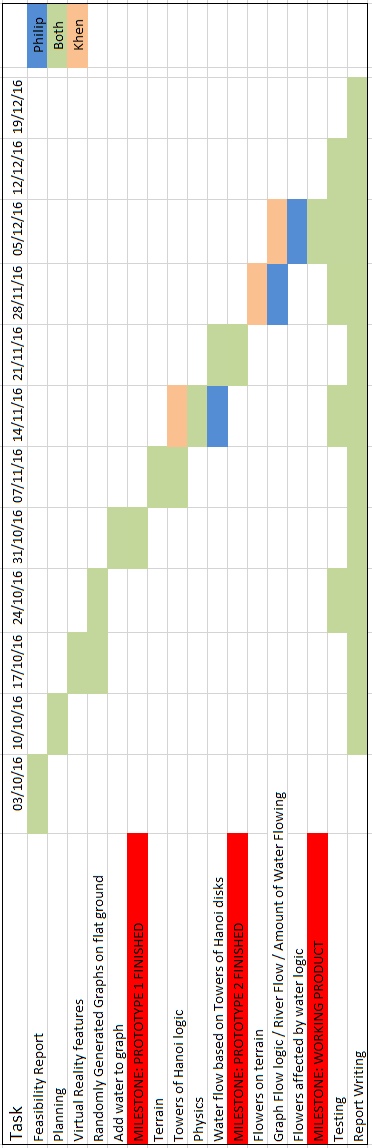 Task 03/10/16 10/10/16 17/10/16 24/10/16 31/10/16 07/11/16 14/11/16 21/11/16 28/11/16 05/12/16 12/12/16 19/12/16
Feasibility Report Philip
Planning Both
Virtual Reality features Khen
Randomly Generated Graphs on flat ground
Add water to graph
MILESTONE: PROTOTYPE 1 FINISHED
Terrain
Towers of Hanoi logic
Physics
Water flow based on Towers of Hanoi disks
MILESTONE: PROTOTYPE 2 FINISHED
Flowers on terrain
Graph Flow logic / River Flow / Amount of Water Flowing
Flowers affected by water logic
MILESTONE: WORKING PRODUCT
Testing
Report Writing